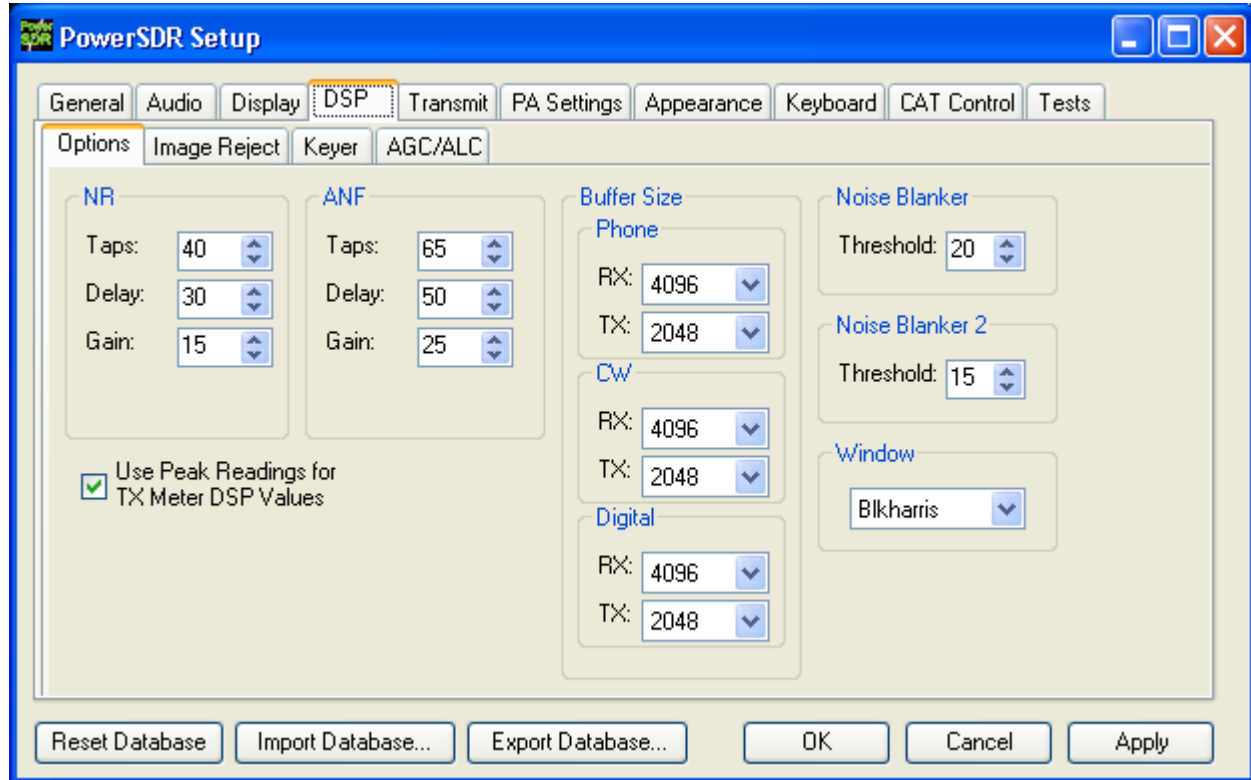 Power SDR PowerSDR Setup
General Audio Display DSP Transmit PA Settings Appearance Keyboard CAT Control Tests
Options Image Reject Keyer AGC/ALC
NR
Taps: 40
Delay: 30
Gain: 15
ANF
Taps: 65
Delay: 50
Gain: 25
Use Peak Readings for
TX Meter DSP Values
Buffer Size
Phone
RX: 4096
TX: 2048
CW
RX: 4096
TX: 2048
Digital
RX: 4096
TX: 2048
Noise Blanker
Threshold: 20
Noise Blanker 2
Threshold: 15
Window
Blkharris
Reset Database Import Database... Export Database... OK Cancel Apply